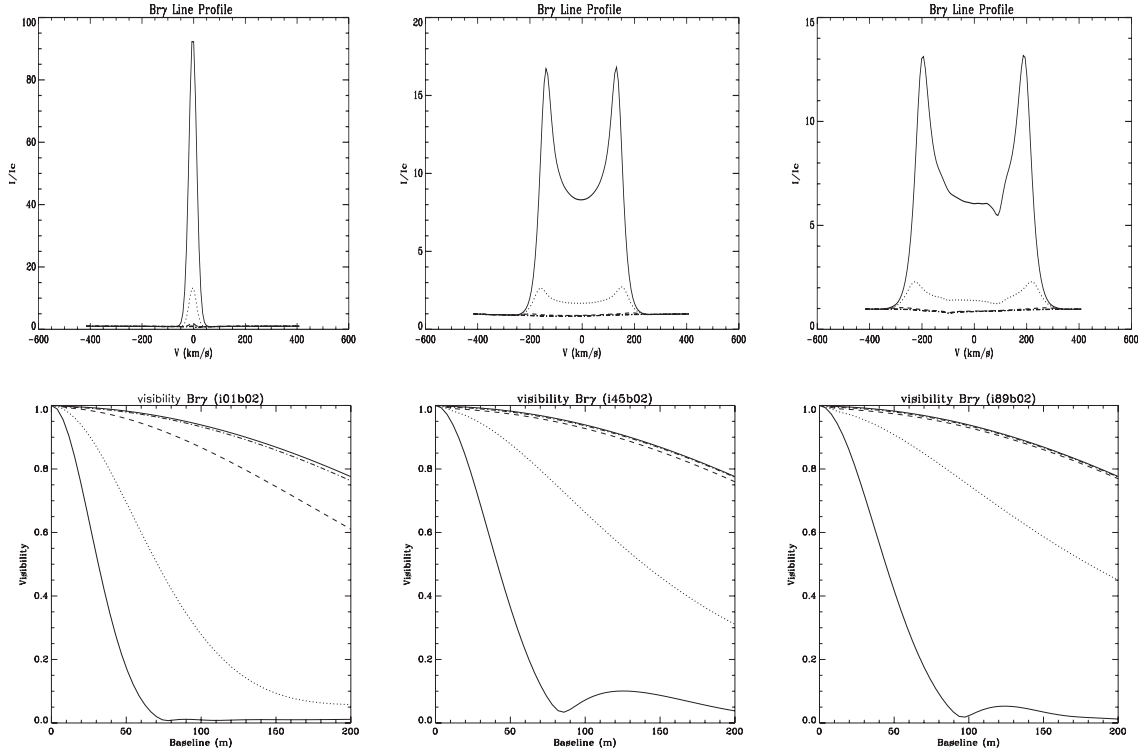 Brγ Line Profile
100
80
60
40
20
0
I/Ic
-600 -400 -200 0 200 400 600
V (km/s)
Brγ Line Profile
20
15
10
5
0
I/Ic
-600 -400 -200 0 200 400 600
V (km/s)
Brγ Line Profile
15
10
5
0
I/Ic
-600 -400 -200 0 200 400 600
V (km/s)
visibility Brγ (i01b02)
1.0
0.8
0.6
0.4
0.2
0.0
Visibility
0 50 100 150 200
Baseline (m)
visibility Brγ (i45b02)
1.0
0.8
0.6
0.4
0.2
0.0
Visibility
0 50 100 150 200
Baseline (m)
visibility Brγ (i89b02)
1.0
0.8
0.6
0.4
0.2
0.0
Visibility
0 50 100 150 200
Baseline (m)